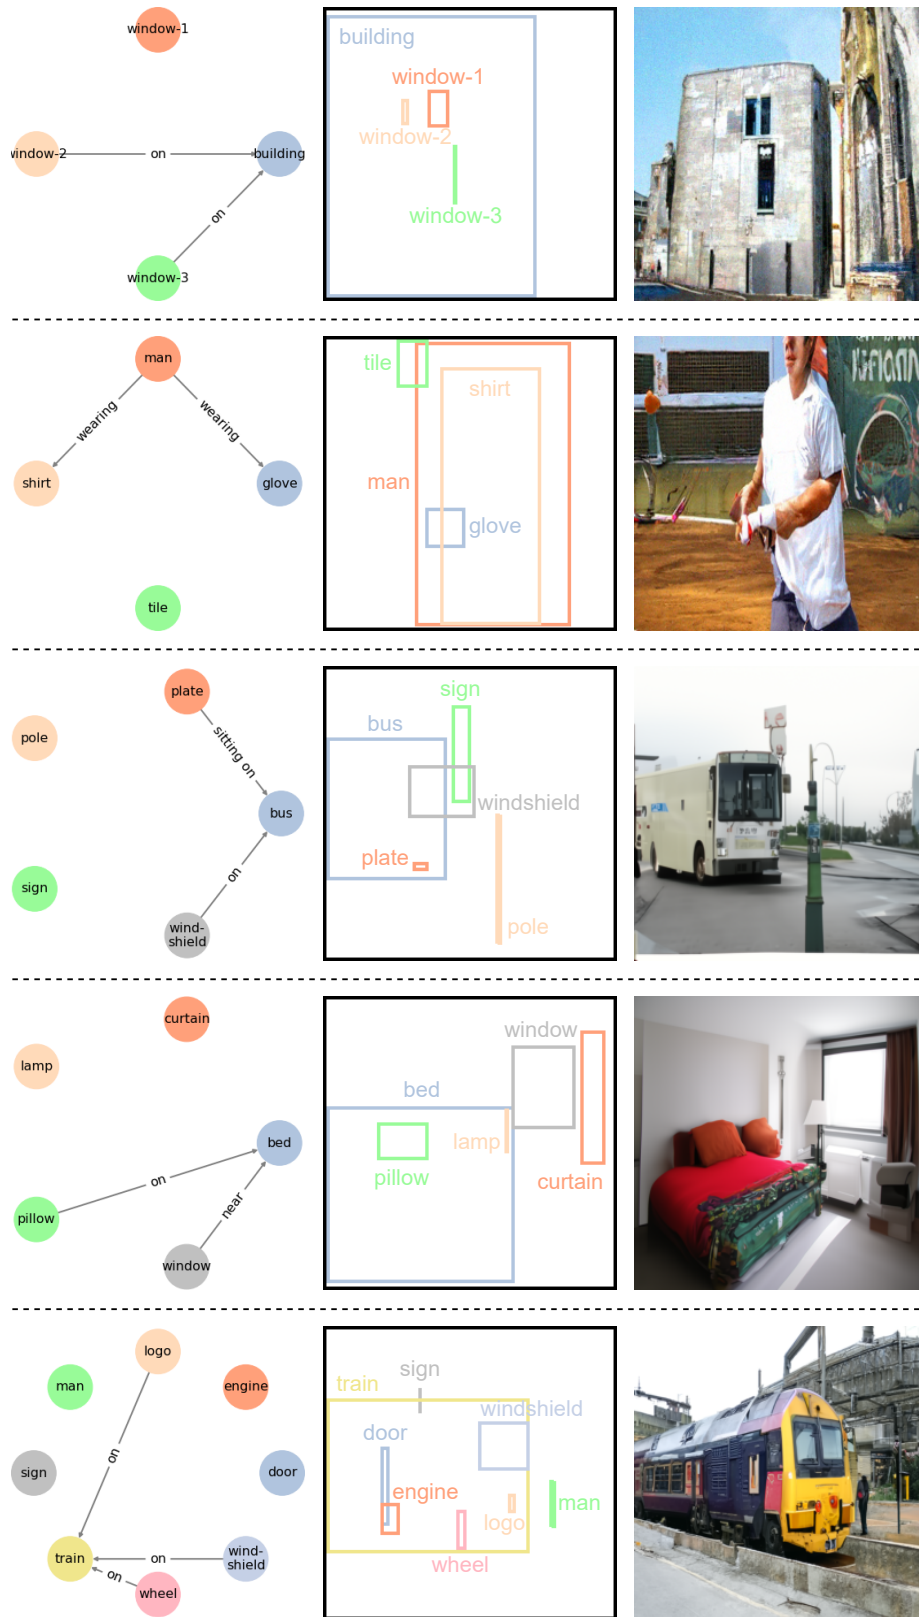 window-1
window-2
on
building
on
window-3
building
window-1
window-2
window-3
man
wearing
wearing
shirt
glove
tile
tile
shirt
man
glove
plate
pole
sitting on
bus
sign
on
wind-
shield
sign
bus
windshield
plate
pole
curtain
lamp
bed
on
near
pillow
window
window
bed
lamp
pillow
curtain
logo
man
engine
on
sign
door
train
on
wind-
shield
on
wheel
sign
train
windshield
door
engine
man
logo
wheel